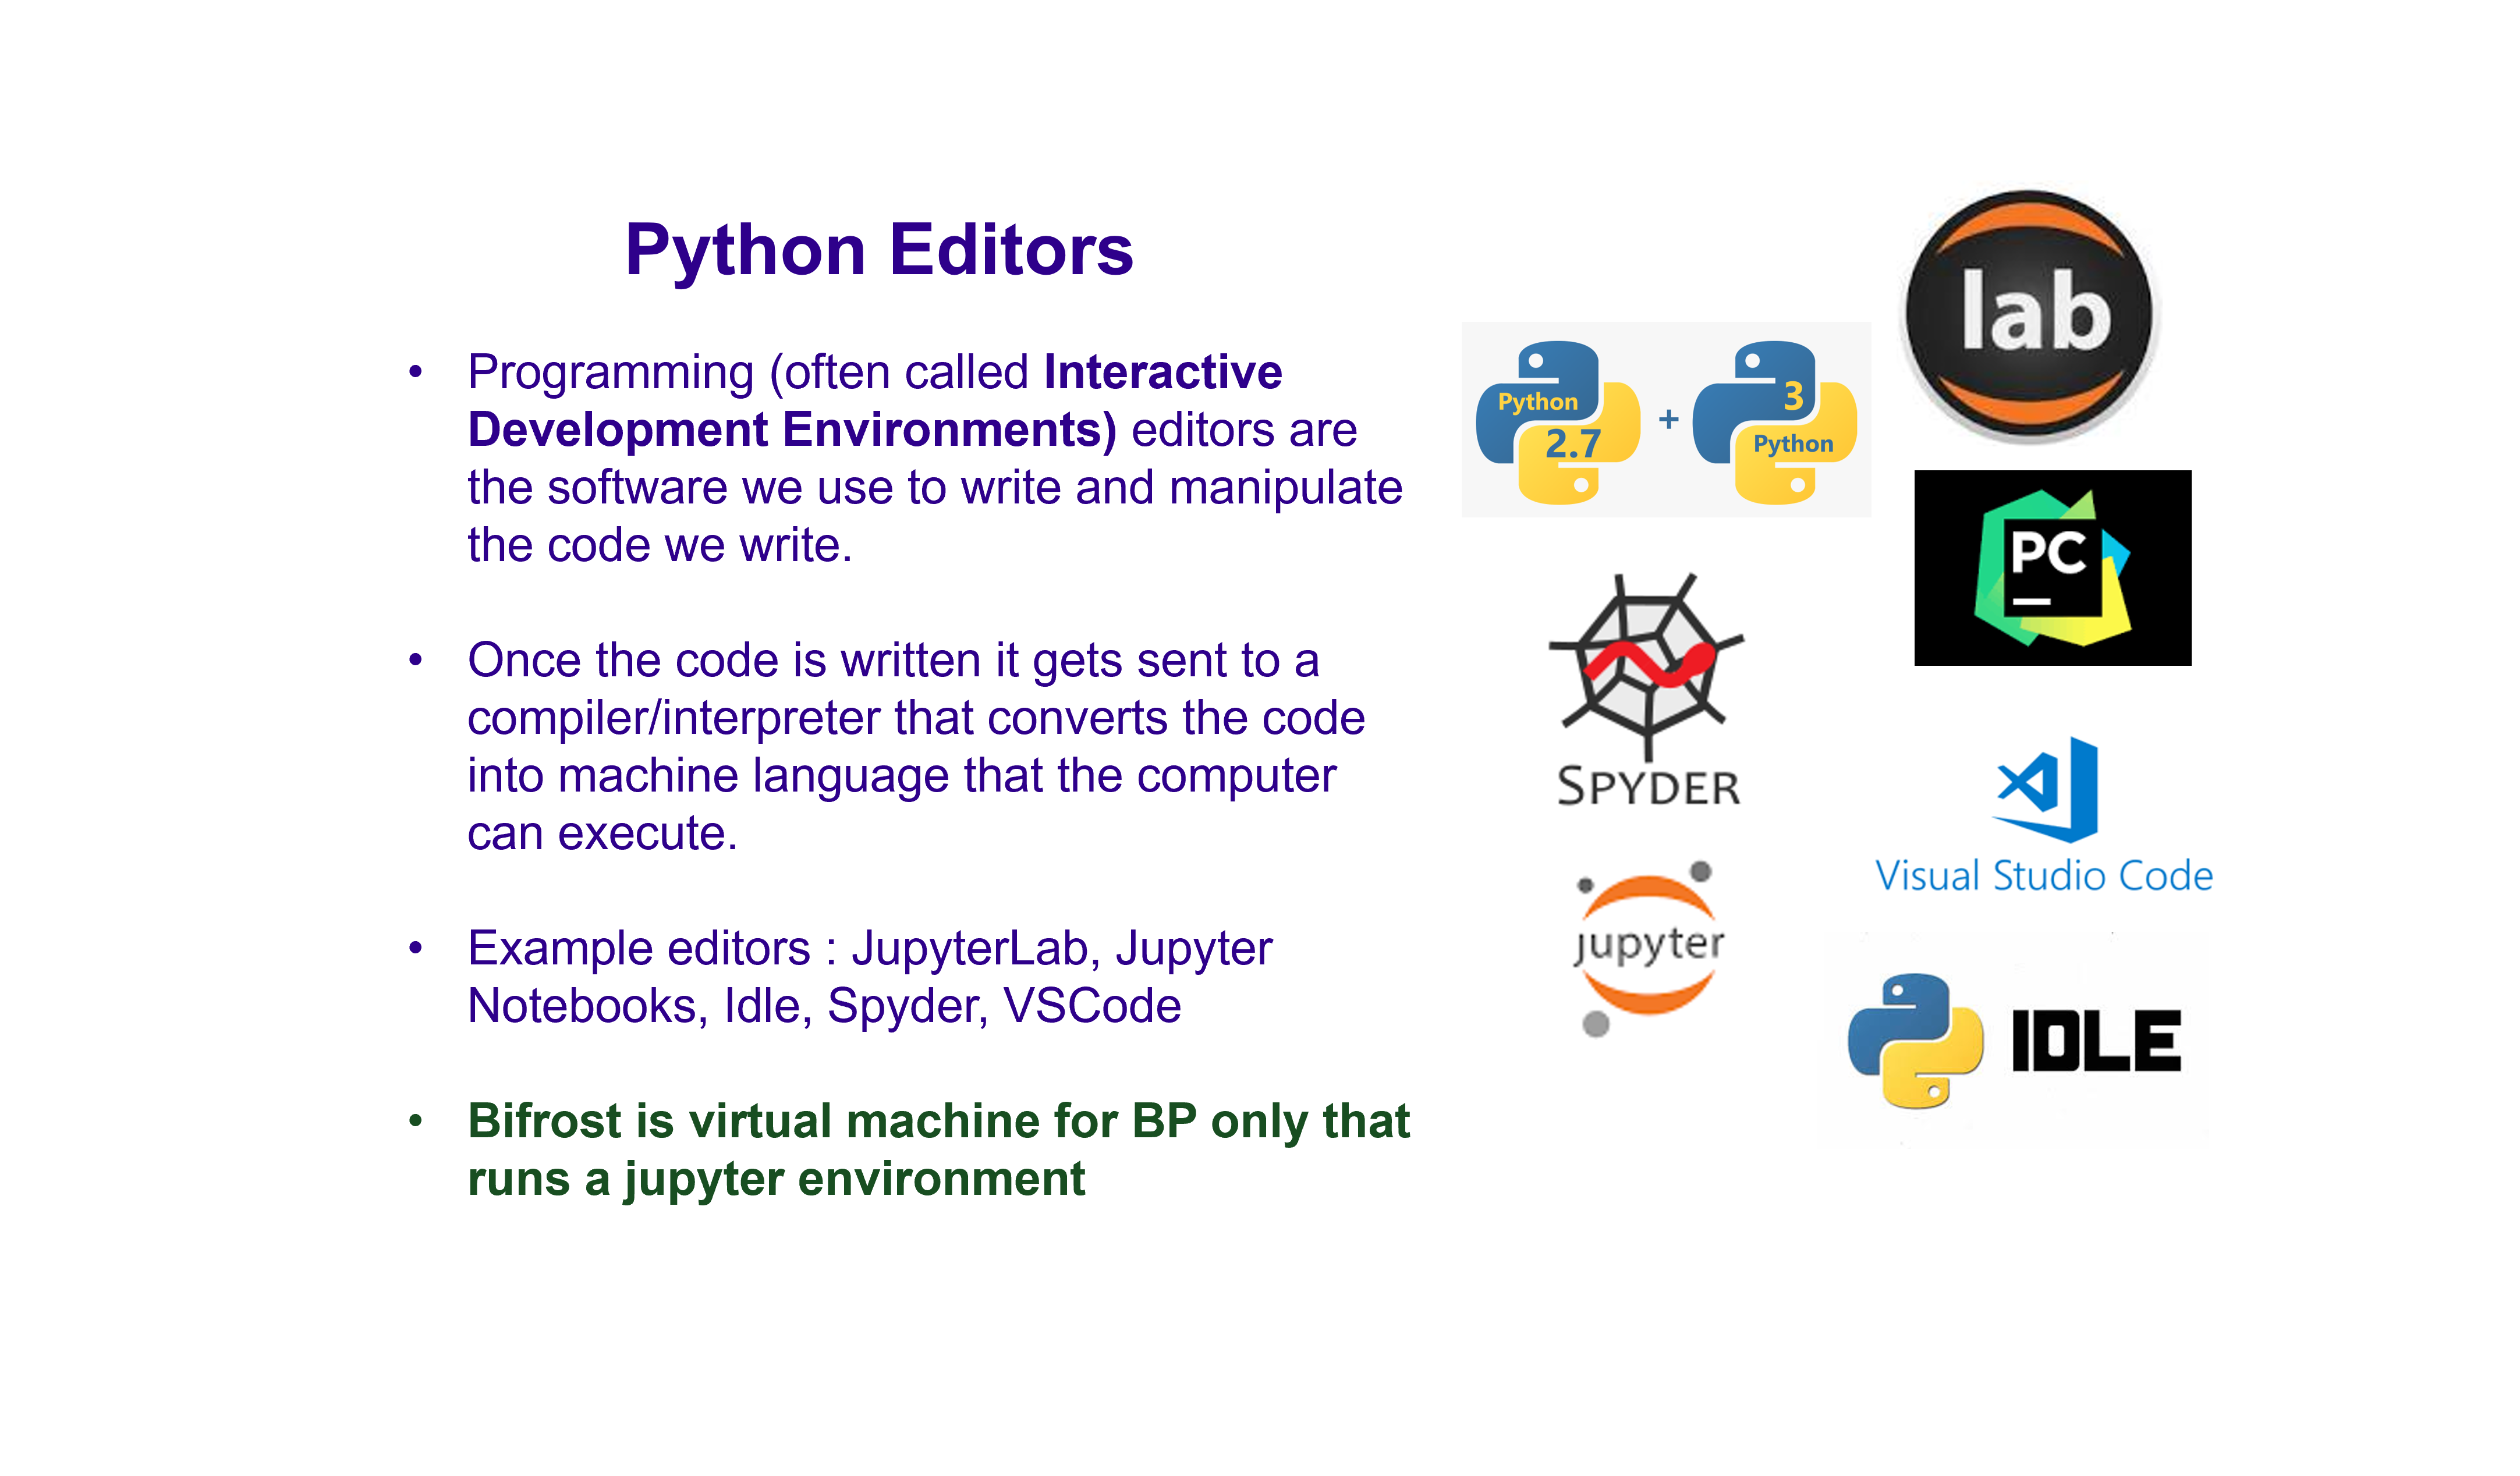 Python Editors
• Programming (often called Interactive
Development Environments) editors are
the software we use to write and manipulate
the code we write.
• Once the code is written it gets sent to a
compiler/interpreter that converts the code
into machine language that the computer
can execute.
• Example editors : JupyterLab, Jupyter
Notebooks, Idle, Spyder, VSCode
• Bifrost is virtual machine for BP only that
runs a jupyter environment
lab
Python
2.7
+
3
Python
PC
SPYDER
Visual Studio Code
jupyter
IDLE